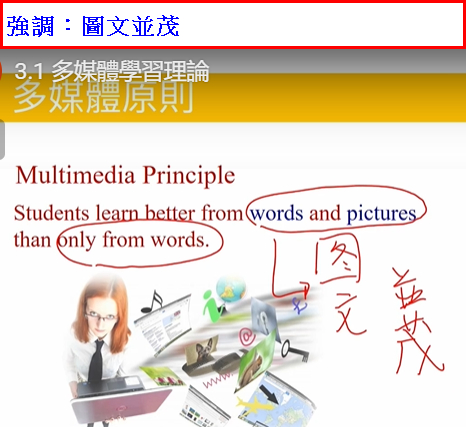 強調：圖文並茂
3.1 多媒體學習理論
多媒體原則
Multimedia Principle
Students learn better from words and pictures
than only from words.
图
文
並
茂
www
@